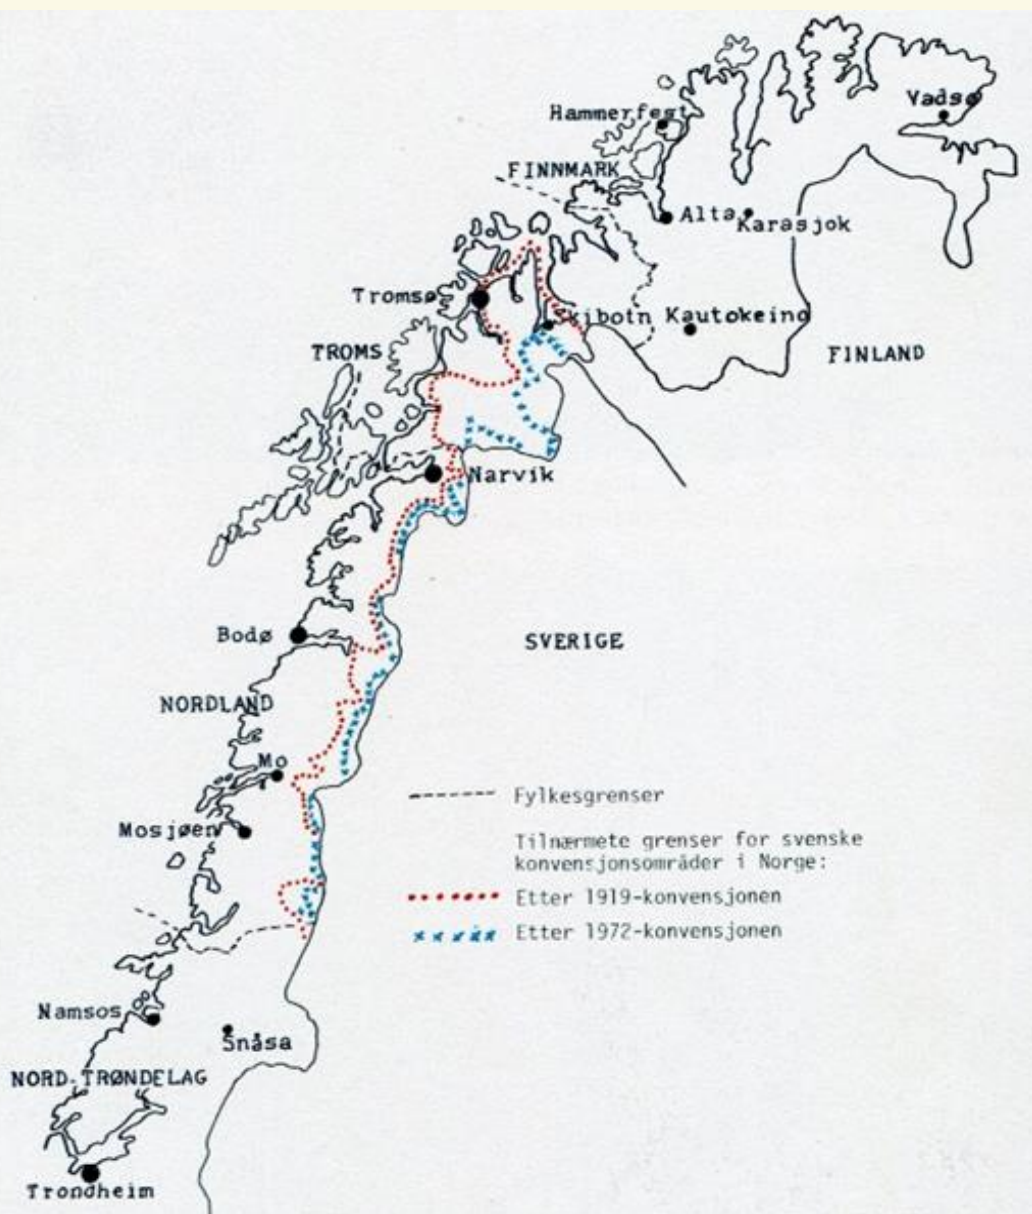 Vadsø
Hammerfest
FINNMARK
Alta
Karasjok
Tromsø
Skibotn
Kautokeino
TROMS
FINLAND
Narvik
Bodø
SVERIGE
NORDLAND
Mo
Fylkesgrenser
Mosjøen
Tilnærmete grenser for svenske
konvensjonsområder i Norge:
Etter 1919-konvensjonen
Etter 1972-konvensjonen
Namsos
Snåsa
NORD-TRØNDELAG
Trondheim